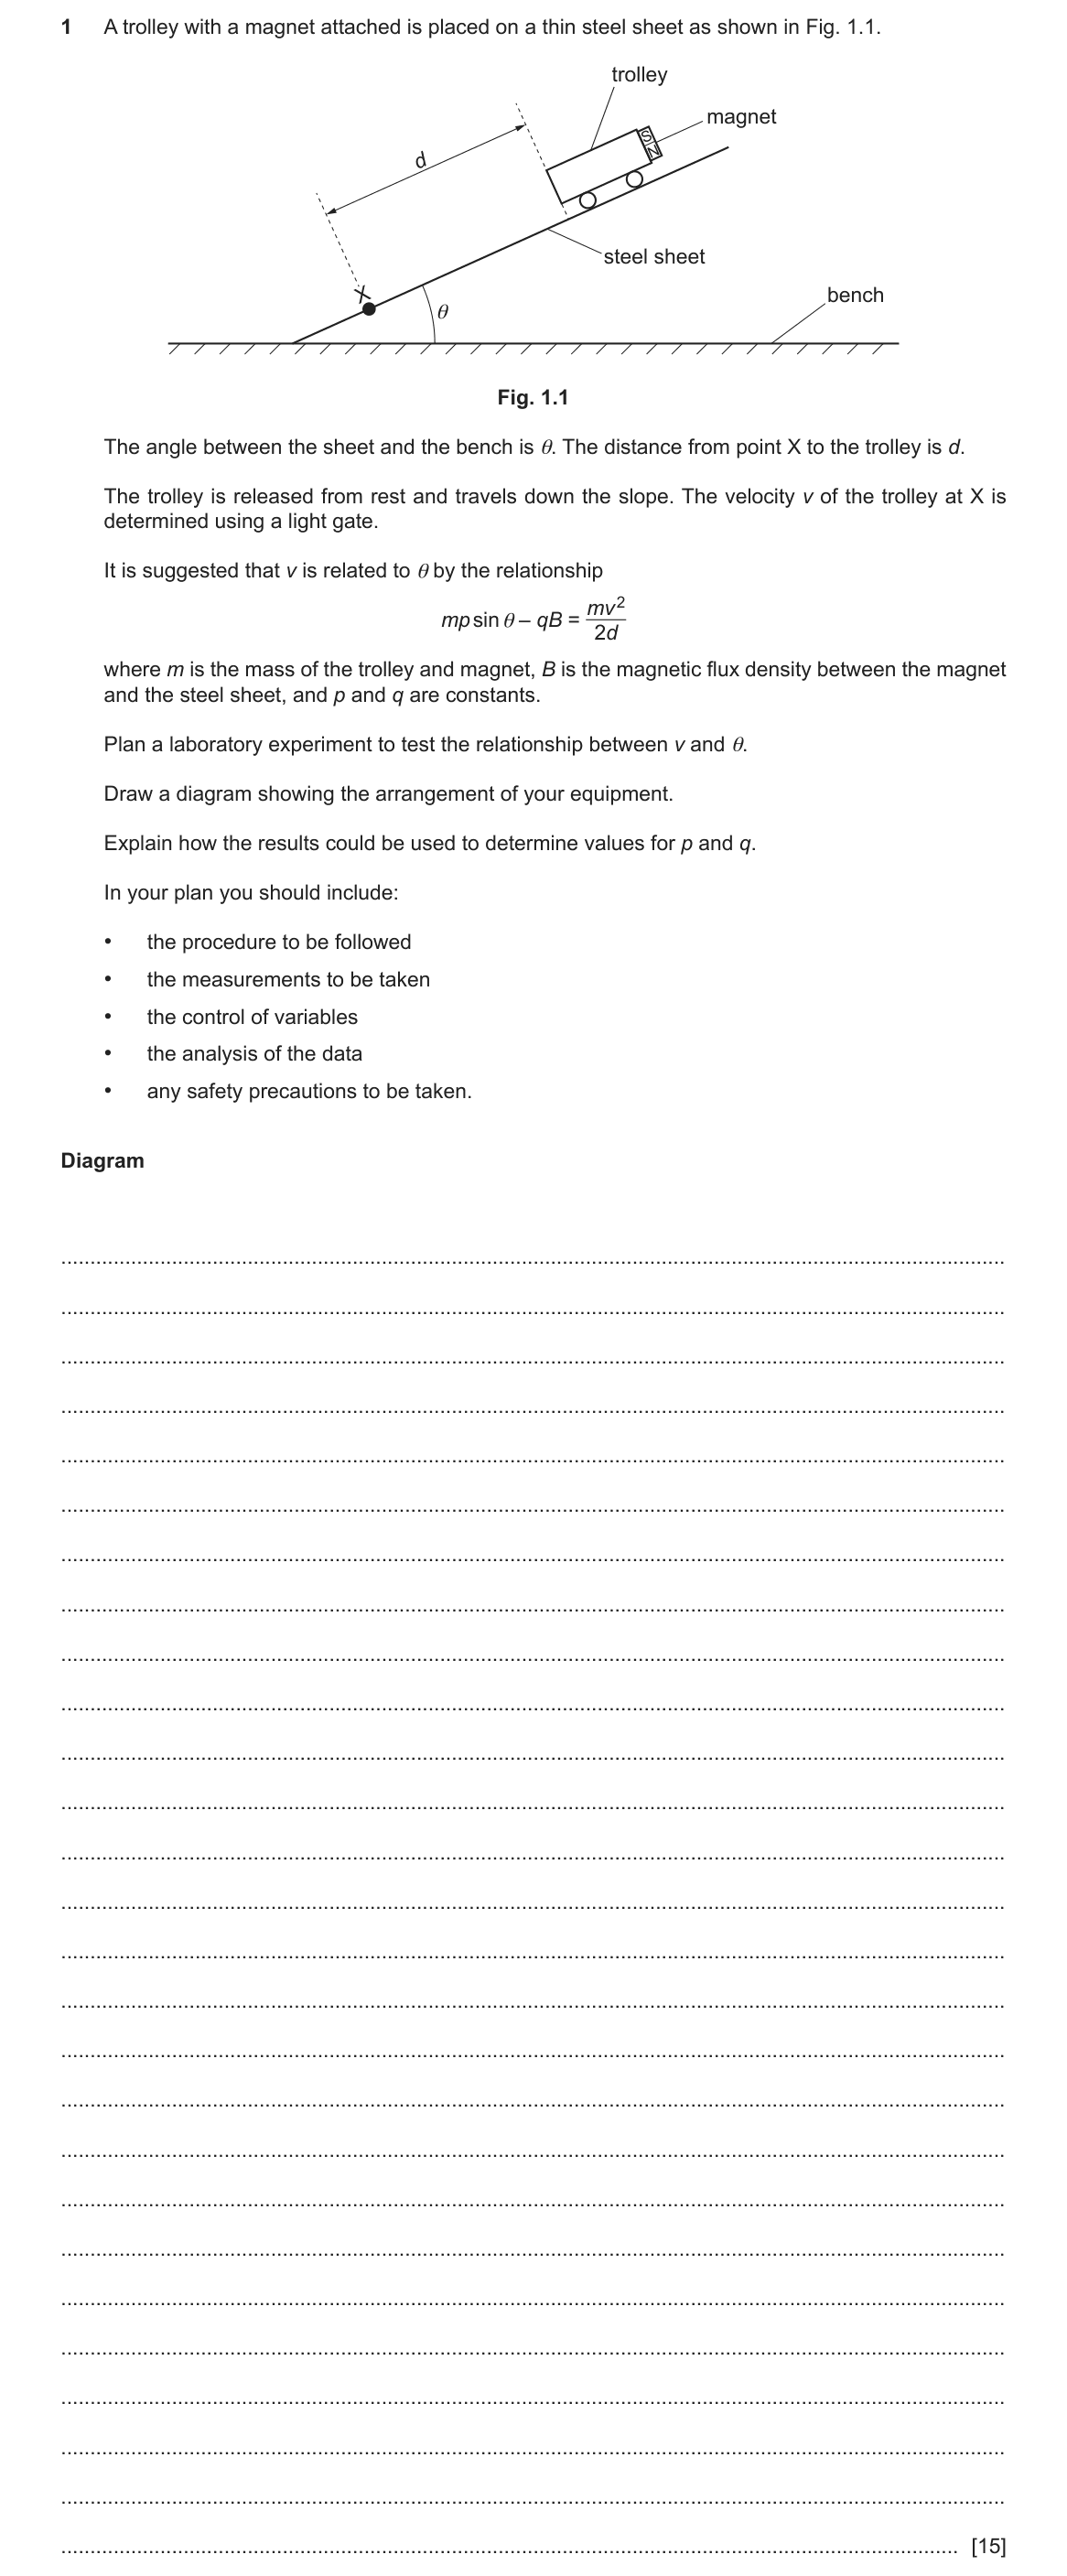 1 A trolley with a magnet attached is placed on a thin steel sheet as shown in Fig. 1.1.
trolley
magnet
d
S
N
steel sheet
X
θ
bench
Fig. 1.1
The angle between the sheet and the bench is θ. The distance from point X to the trolley is d.
The trolley is released from rest and travels down the slope. The velocity v of the trolley at X is
determined using a light gate.
It is suggested that v is related to θ by the relationship
mp sin θ – qB = mv²/2d
where m is the mass of the trolley and magnet, B is the magnetic flux density between the magnet
and the steel sheet, and p and q are constants.
Plan a laboratory experiment to test the relationship between v and θ.
Draw a diagram showing the arrangement of your equipment.
Explain how the results could be used to determine values for p and q.
In your plan you should include:
• the procedure to be followed
• the measurements to be taken
• the control of variables
• the analysis of the data
• any safety precautions to be taken.
Diagram
[15]